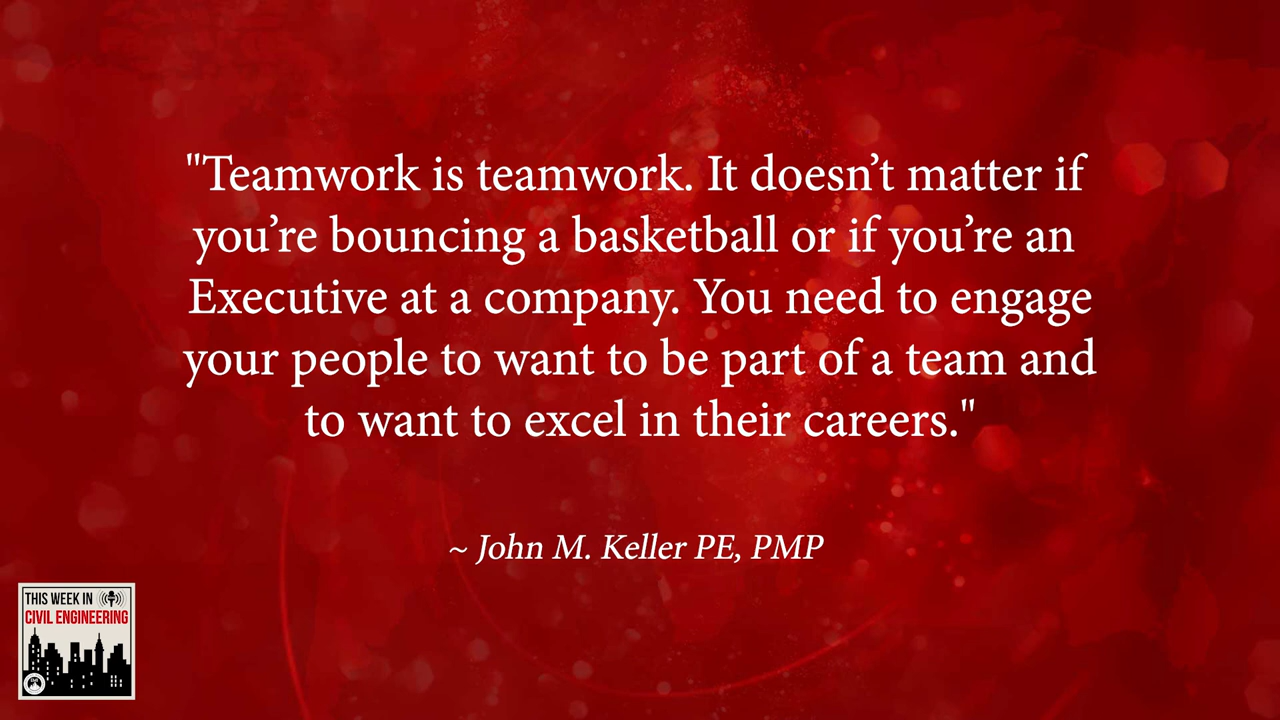 "Teamwork is teamwork. It doesn’t matter if
you’re bouncing a basketball or if you’re an
Executive at a company. You need to engage
your people to want to be part of a team and
to want to excel in their careers."
~ John M. Keller PE, PMP
THIS WEEK IN
CIVIL ENGINEERING